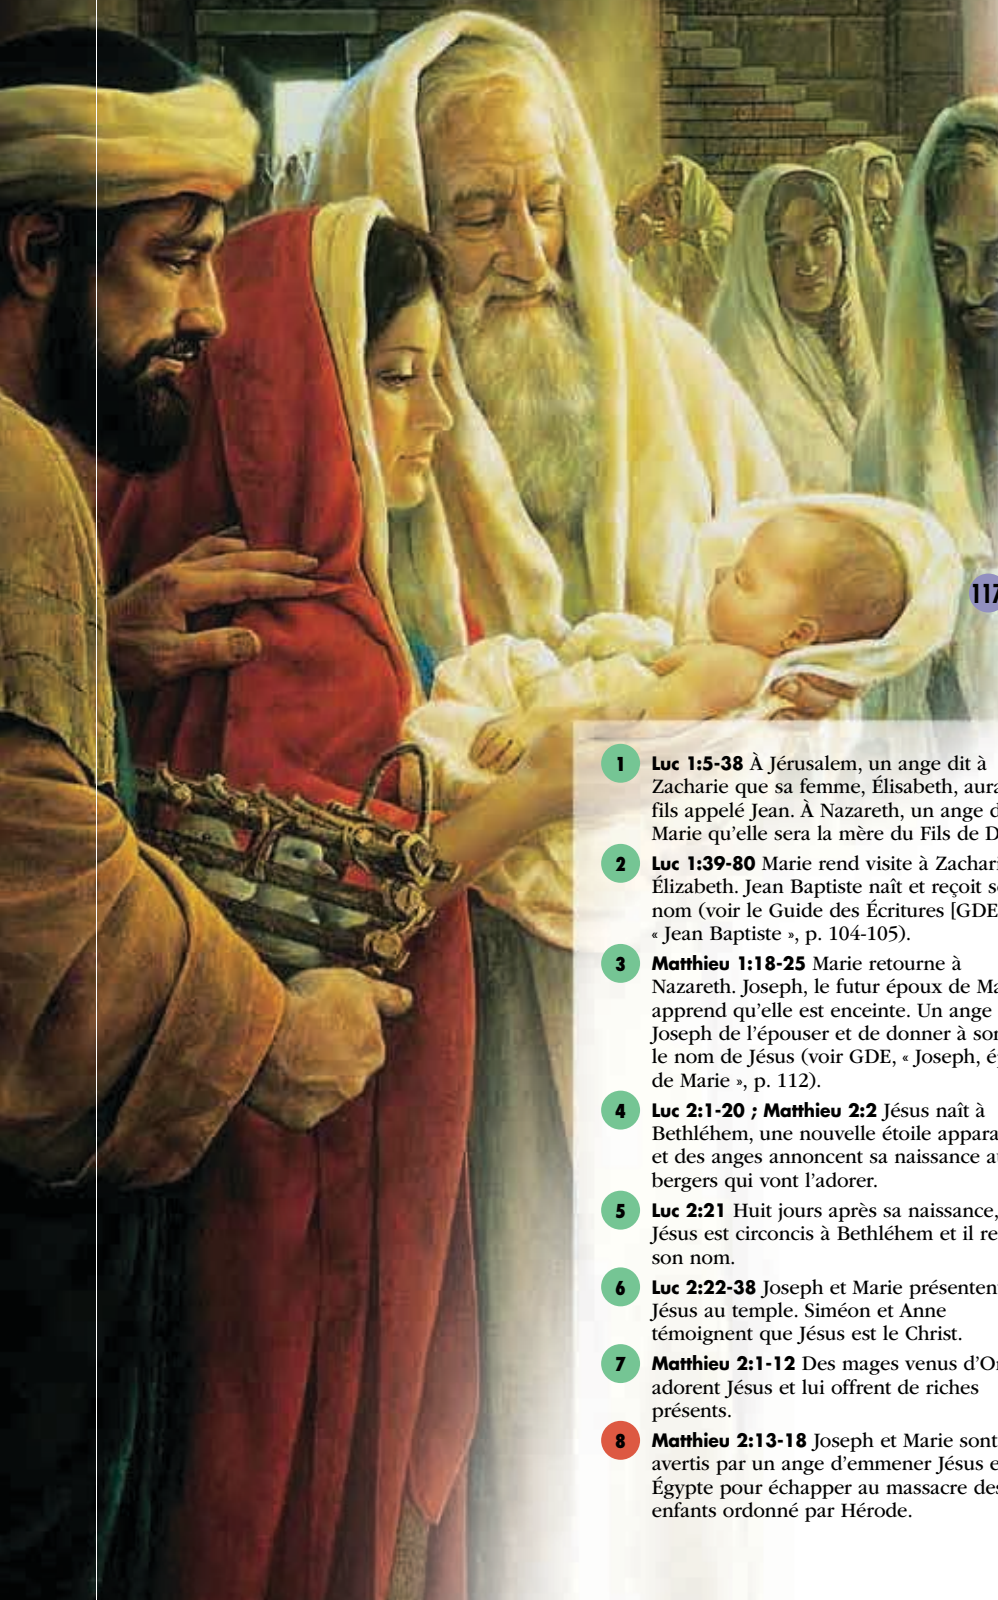 117
1 Luc 1:5-38 À Jérusalem, un ange dit à
Zacharie que sa femme, Élisabeth, aura
fils appelé Jean. À Nazareth, un ange
Marie qu’elle sera la mère du Fils de
2 Luc 1:39-80 Marie rend visite à
Élizabeth. Jean Baptiste naît et reçoit
nom (voir le Guide des Écritures [GDE
« Jean Baptiste », p. 104-105).
3 Matthieu 1:18-25 Marie retourne à
Nazareth. Joseph, le futur époux de
apprend qu’elle est enceinte. Un ange
Joseph de l’épouser et de donner à
le nom de Jésus (voir GDE, « Joseph,
de Marie », p. 112).
4 Luc 2:1-20 ; Matthieu 2:2 Jésus naît à
Bethléhem, une nouvelle étoile
et des anges annoncent sa naissance
bergers qui vont l’adorer.
5 Luc 2:21 Huit jours après sa naissance,
Jésus est circoncis à Bethléhem et il
son nom.
6 Luc 2:22-38 Joseph et Marie
Jésus au temple. Siméon et Anne
témoignent que Jésus est le Christ.
7 Matthieu 2:1-12 Des mages venus
adorent Jésus et lui offrent de riches
présents.
8 Matthieu 2:13-18 Joseph et Marie sont
avertis par un ange d’emmener Jésus
Égypte pour échapper au massacre des
enfants ordonné par Hérode.